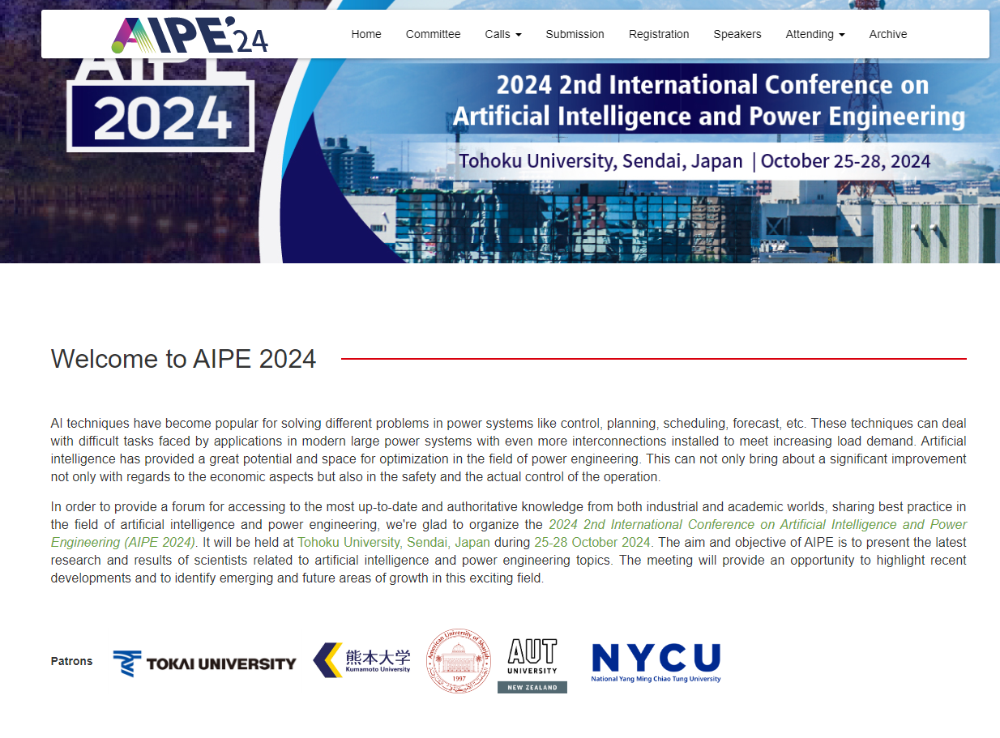 AIPE'24
Home Committee Calls Submission Registration Speakers Attending Archive
AIPE
2024
2024 2nd International Conference on
Artificial Intelligence and Power Engineering
Tohoku University, Sendai, Japan | October 25-28, 2024
Welcome to AIPE 2024
AI techniques have become popular for solving different problems in power systems like control, planning, scheduling, forecast, etc. These techniques can deal
with difficult tasks faced by applications in modern large power systems with even more interconnections installed to meet increasing load demand. Artificial
intelligence has provided a great potential and space for optimization in the field of power engineering. This can not only bring about a significant improvement
not only with regards to the economic aspects but also in the safety and the actual control of the operation.
In order to provide a forum for accessing to the most up-to-date and authoritative knowledge from both industrial and academic worlds, sharing best practice in
the field of artificial intelligence and power engineering, we're glad to organize the 2024 2nd International Conference on Artificial Intelligence and Power
Engineering (AIPE 2024). It will be held at Tohoku University, Sendai, Japan during 25-28 October 2024. The aim and objective of AIPE is to present the latest
research and results of scientists related to artificial intelligence and power engineering topics. The meeting will provide an opportunity to highlight recent
developments and to identify emerging and future areas of growth in this exciting field.
Patrons
TOKAI UNIVERSITY
熊本大学
Kumamoto University
American University of Sharjah
1997
AUT
UNIVERSITY
NEW ZEALAND
NYCU
National Yang Ming Chiao Tung University